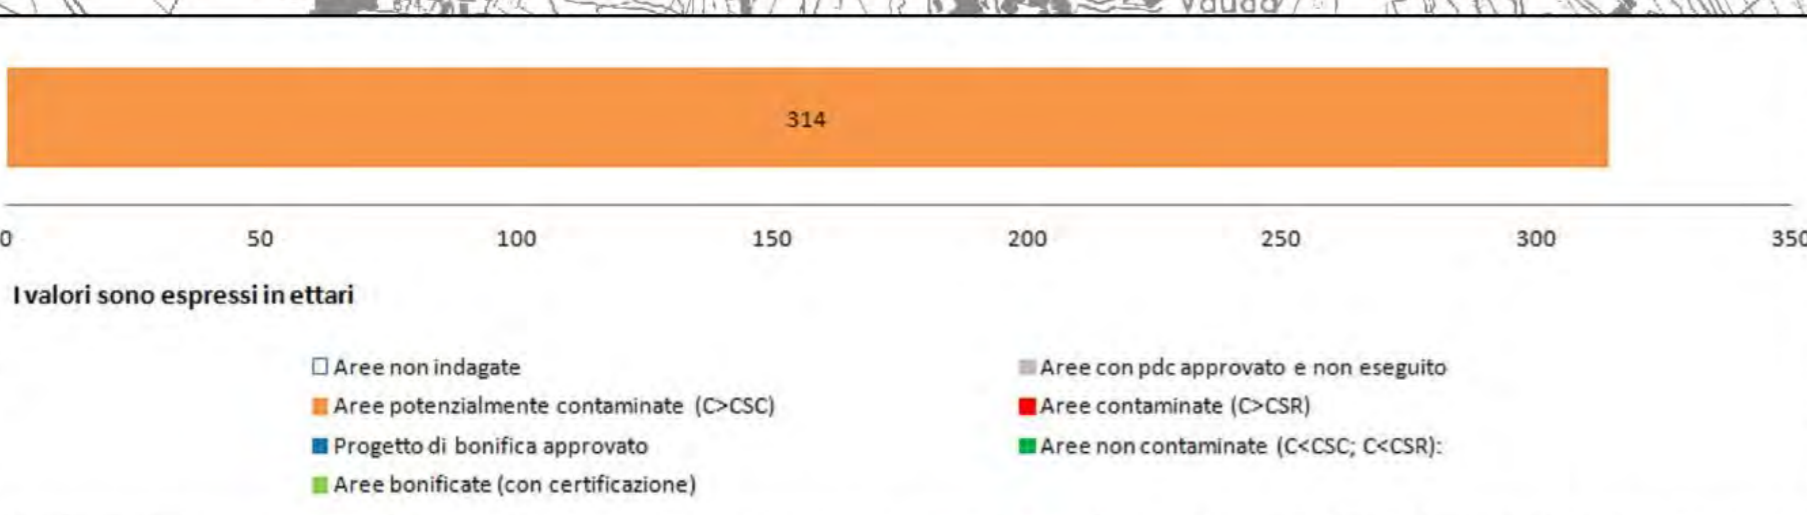 314
0 50 100 150 200 250 300 350
I valori sono espressi in ettari
Aree non indagate
Aree con pdc approvato e non eseguito
Aree potenzialmente contaminate (C>CSC)
Aree contaminate (C>CSR)
Progetto di bonifica approvato
Aree non contaminate (C<CSC; C<CSR):
Aree bonificate (con certificazione)